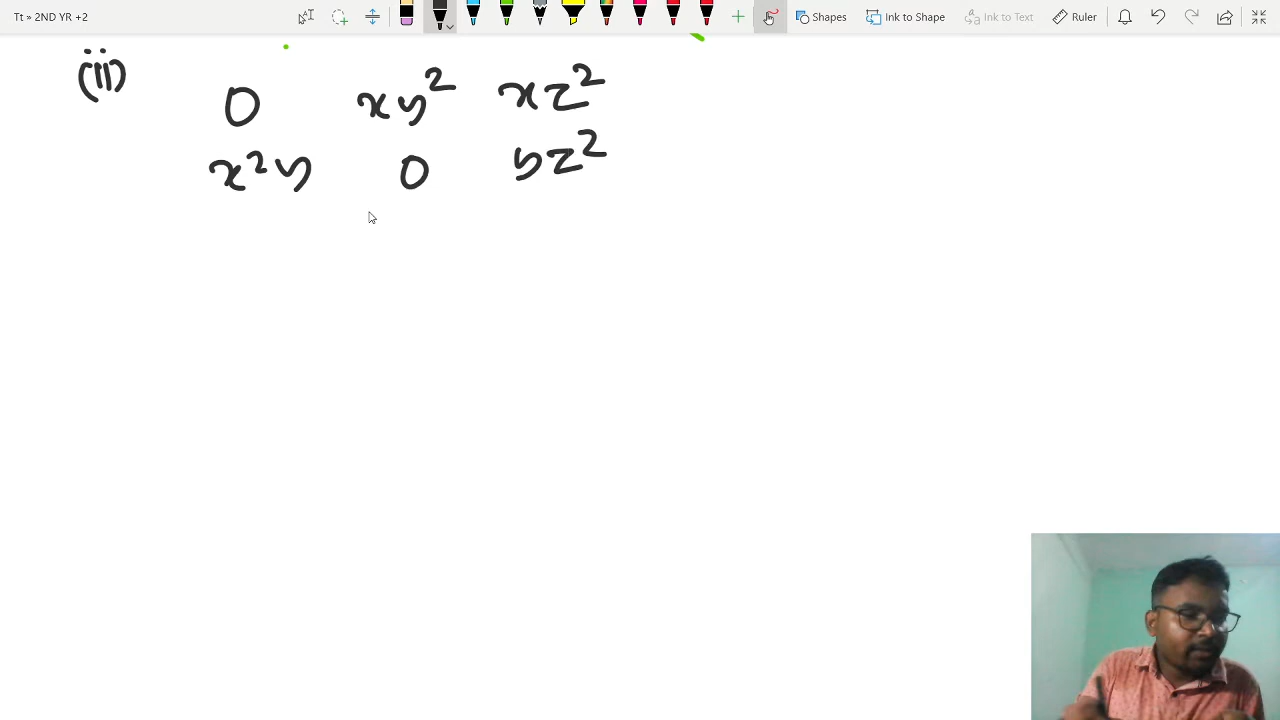 Tt » 2ND YR +2 Shapes Ink to Shape Ink to Text Ruler
(ii)
0 xy² xz²
x²y 0 yz²